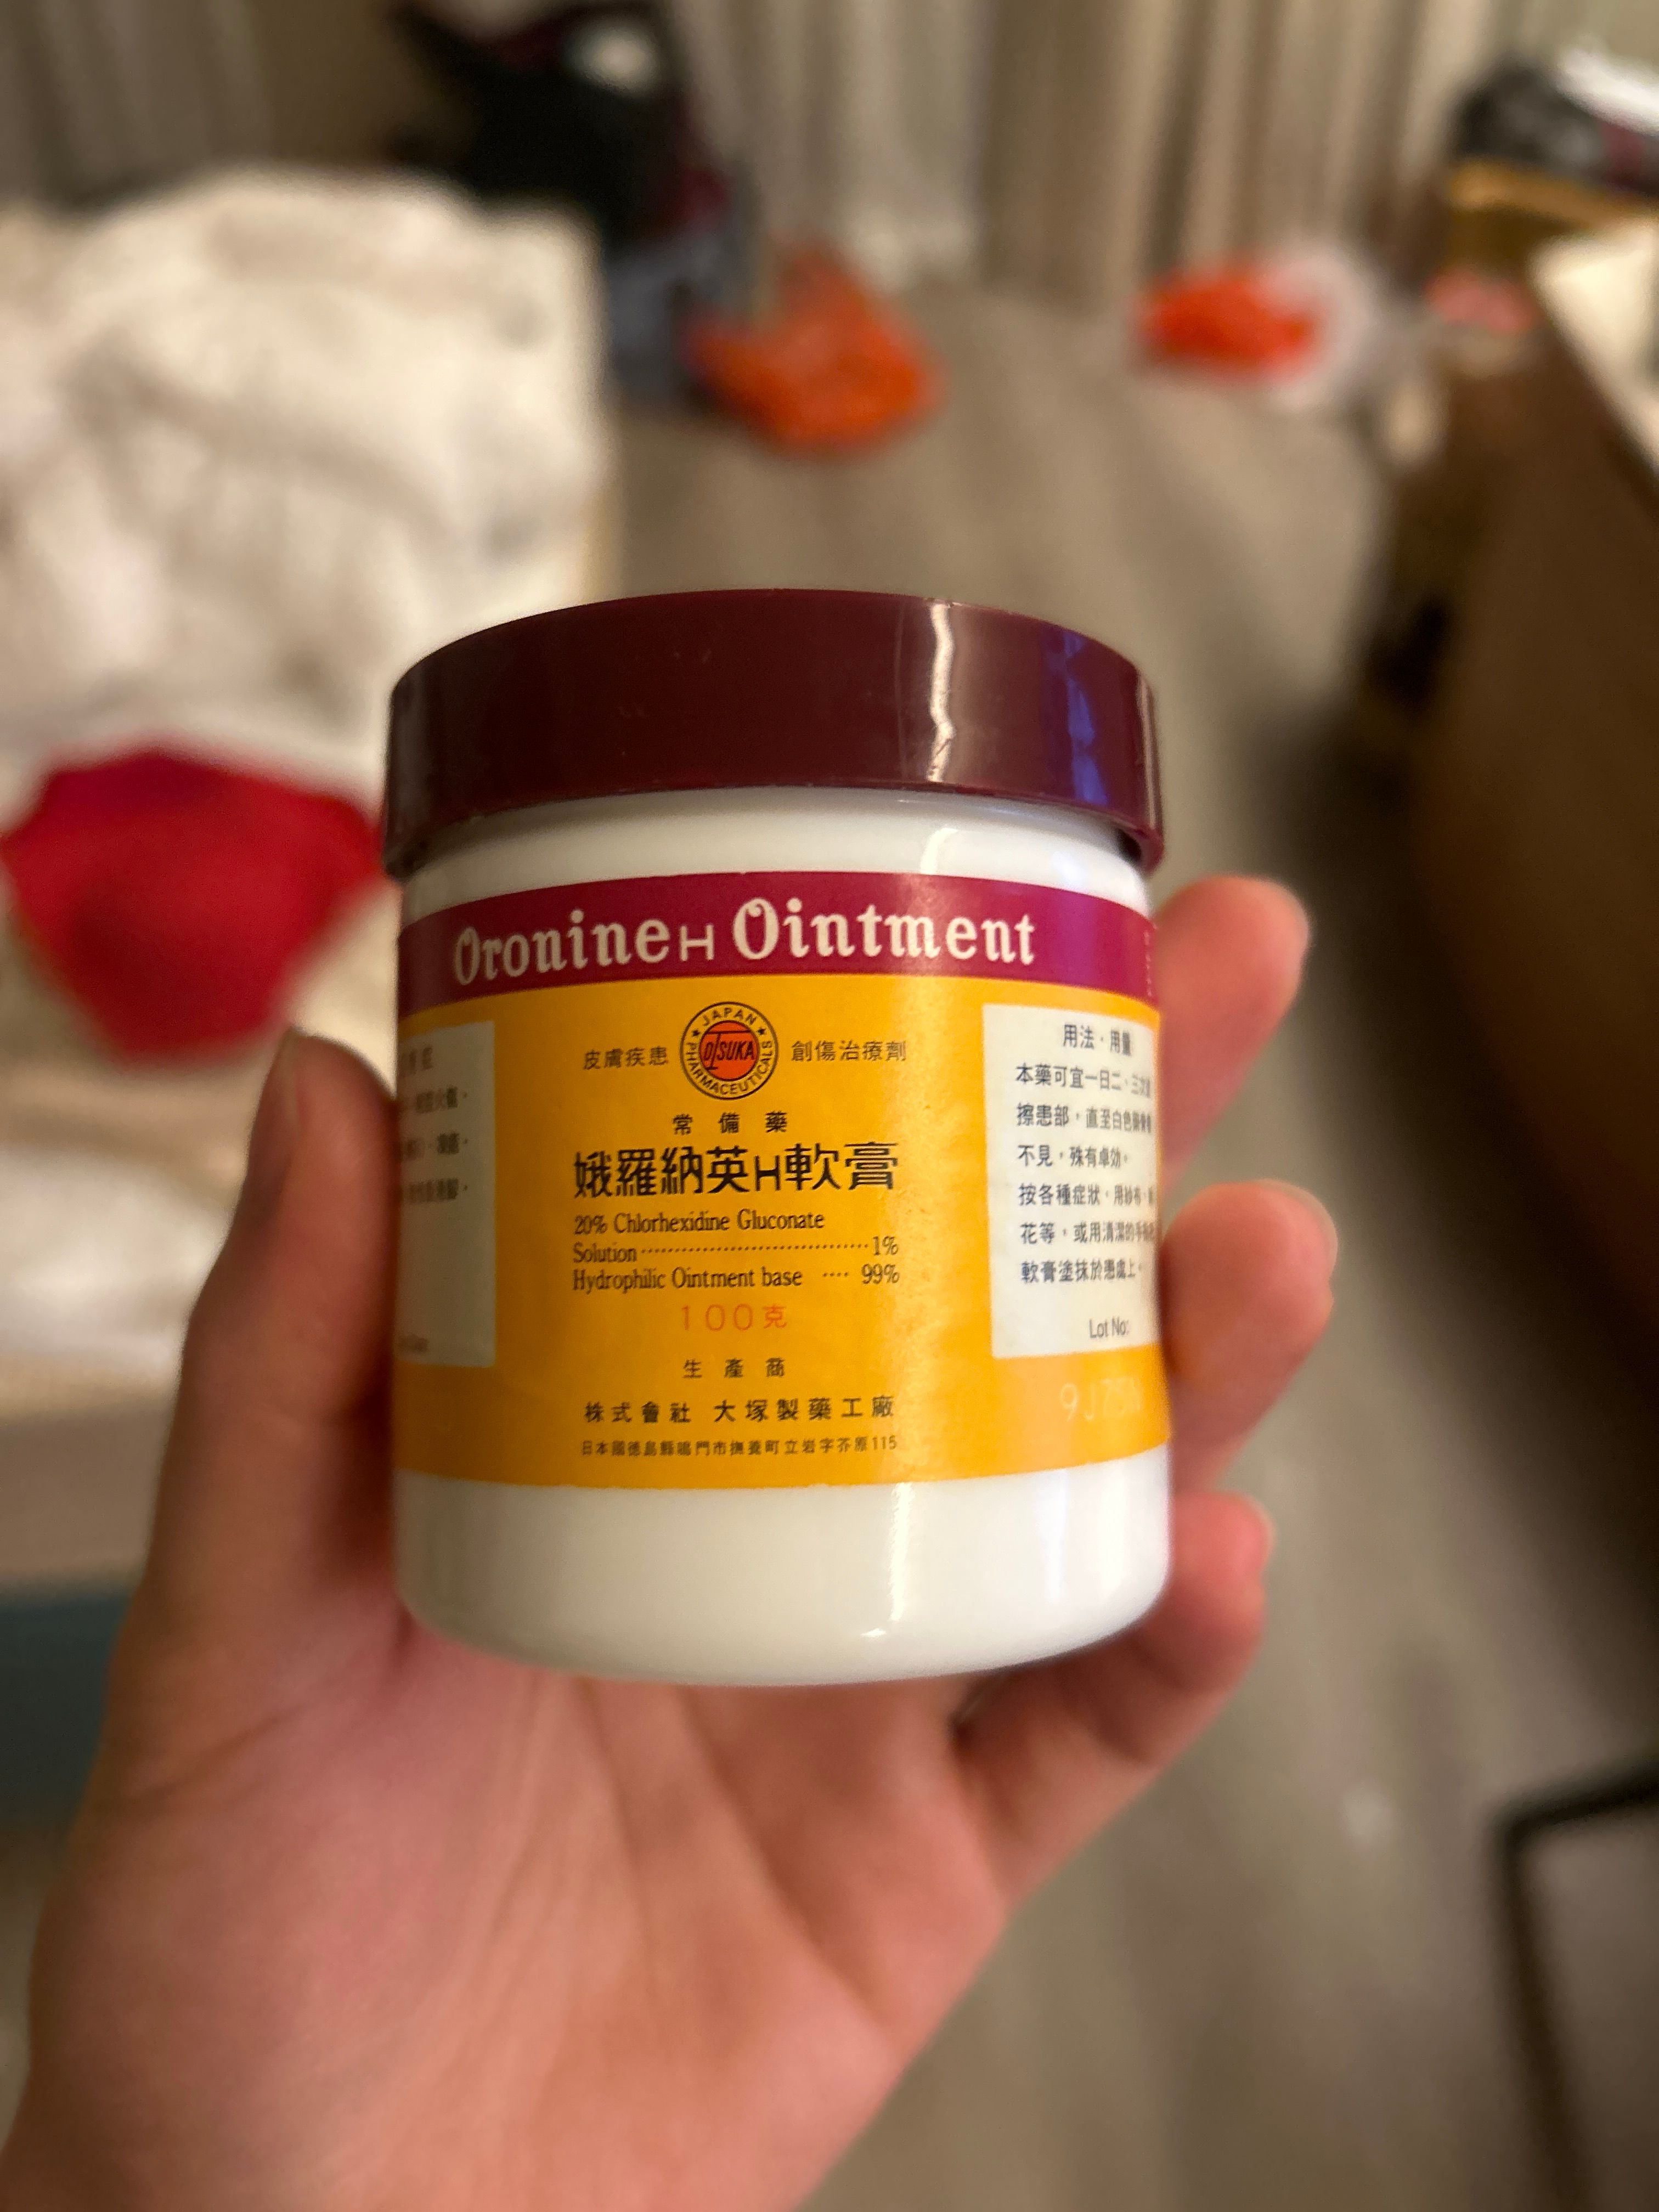 Oronine H Ointment
JAPAN
OTSUKA
PHARMACEUTICALS
皮膚疾患
創傷治療劑
常備藥
娥羅納英H軟膏
20% Chlorhexidine Gluconate
Solution 1%
Hydrophilic Ointment base 99%
100克
生產商
株式會社 大塚製藥工廠
日本國德島縣鳴門市撫養町立岩字芥原115
用法·用量
本藥可宜一日二、三次
擦患部，直至白色
不見，殊有卓効。
按各種症狀，用紗布、
花等，或用清潔的手指
軟膏塗抹於患處上。
Lot No: